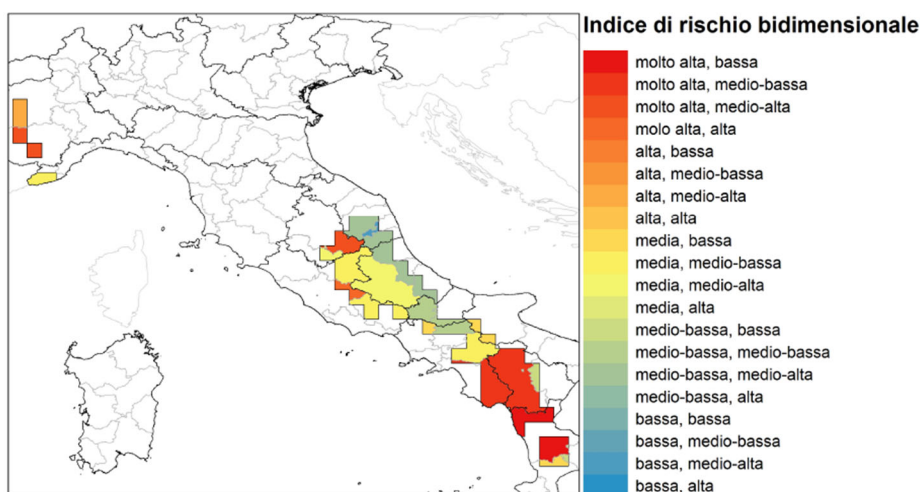 Indice di rischio bidimensionale
molto alta, bassa
molto alta, medio-bassa
molto alta, medio-alta
molo alta, alta
alta, bassa
alta, medio-bassa
alta, medio-alta
alta, alta
media, bassa
media, medio-bassa
media, medio-alta
media, alta
medio-bassa, bassa
medio-bassa, medio-bassa
medio-bassa, medio-alta
medio-bassa, alta
bassa, bassa
bassa, medio-bassa
bassa, medio-alta
bassa, alta